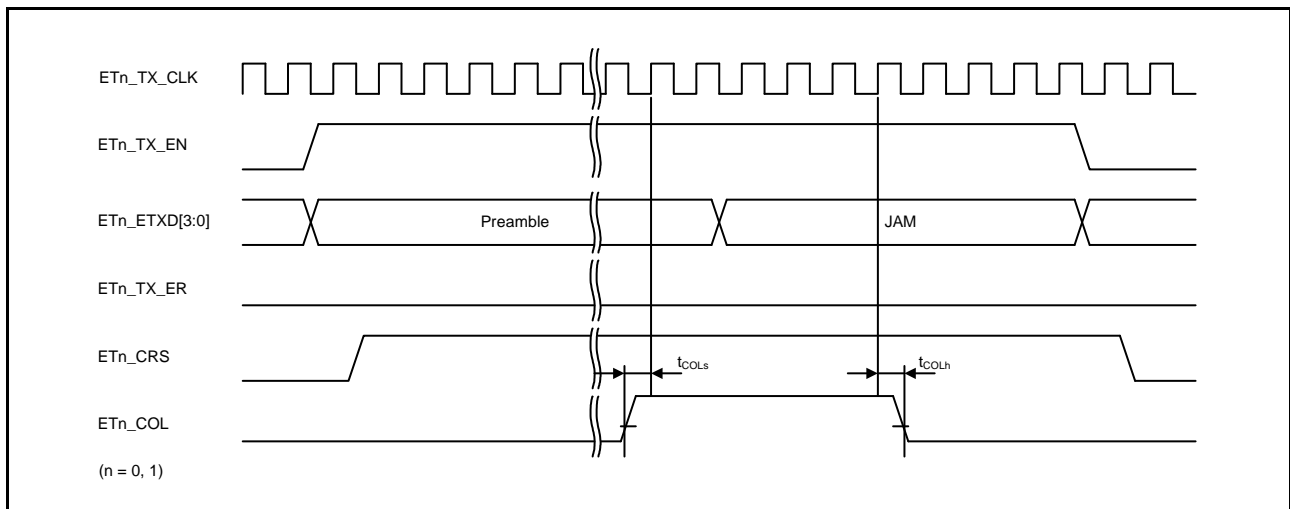 ETn_TX_CLK
ETn_TX_EN
ETn_ETXD[3:0]
Preamble
JAM
ETn_TX_ER
ETn_CRS
tCOLs
tCOLh
ETn_COL
(n = 0, 1)